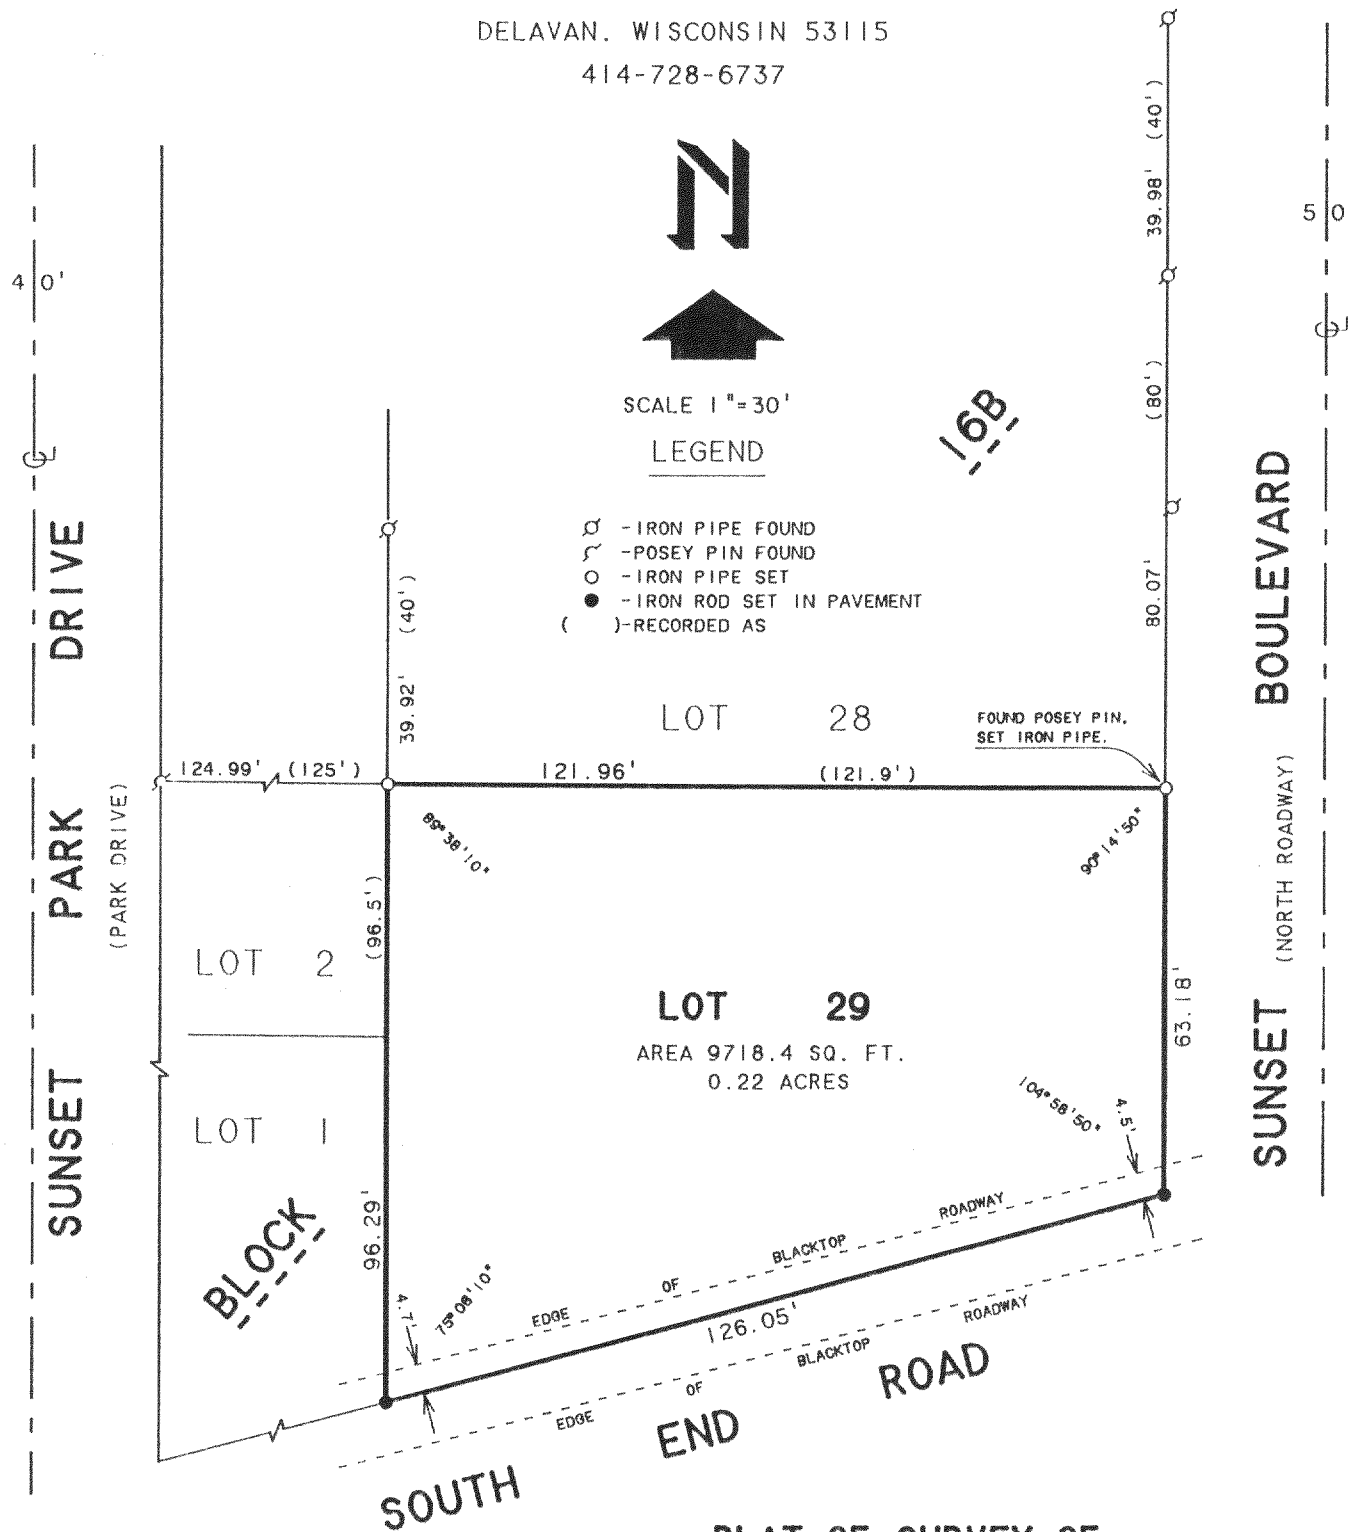 DELAVAN, WISCONSIN 53115
414-728-6737
(40')
39.98'
50
40'
SCALE 1"=30'
LEGEND
16B
(80')
-IRON PIPE FOUND
-POSEY PIN FOUND
-IRON PIPE SET
-IRON ROD SET IN PAVEMENT
( )-RECORDED AS
80.07'
(40')
39.92'
LOT 28
FOUND POSEY PIN,
SET IRON PIPE.
124.99' (125')
121.96' (121.9')
89°38'10"
90°14'50"
SUNSET PARK DRIVE
(PARK DRIVE)
SUNSET BOULEVARD
(NORTH ROADWAY)
(96.5')
LOT 2
LOT 29
AREA 9718.4 SQ. FT.
0.22 ACRES
63.18'
104°58'50"
4.5'
LOT 1
96.29'
BLOCK
4.7'
75°08'10"
EDGE OF BLACKTOP ROADWAY
126.05'
EDGE OF BLACKTOP ROADWAY
SOUTH END ROAD